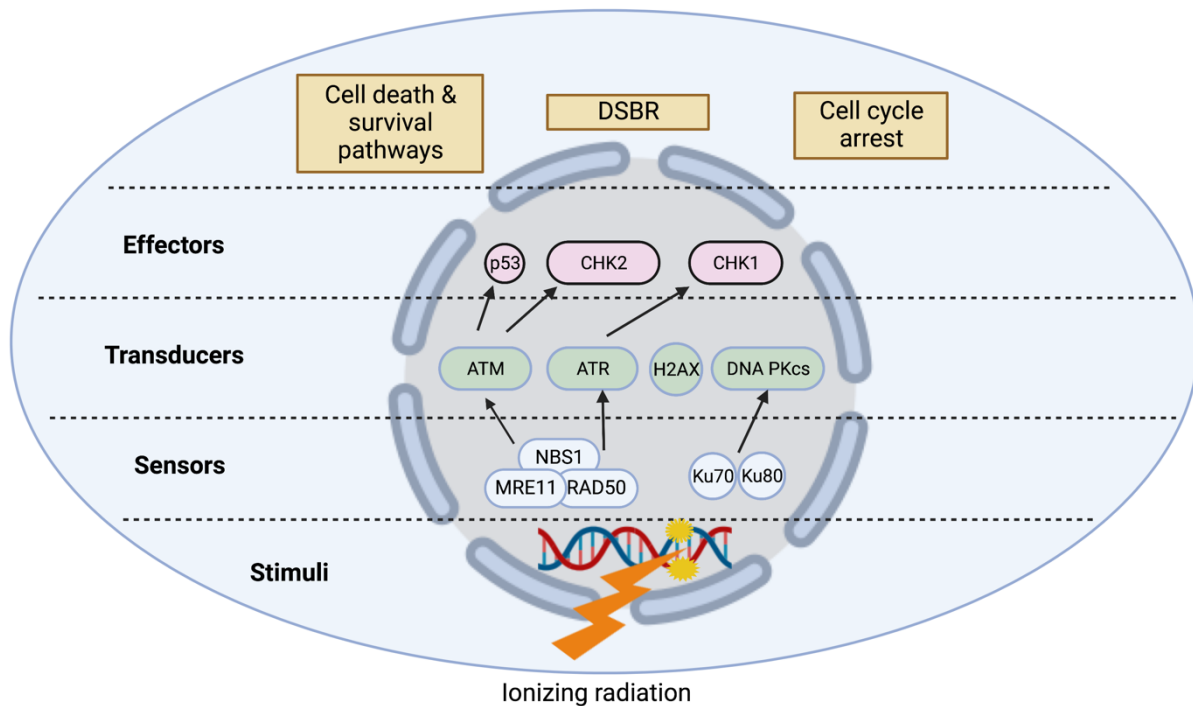 Cell death &
survival
pathways
DSBR
Cell cycle
arrest
Effectors
p53
CHK2
CHK1
Transducers
ATM
ATR
H2AX
DNA PKcs
Sensors
NBS1
MRE11
RAD50
Ku70
Ku80
Stimuli
Ionizing radiation